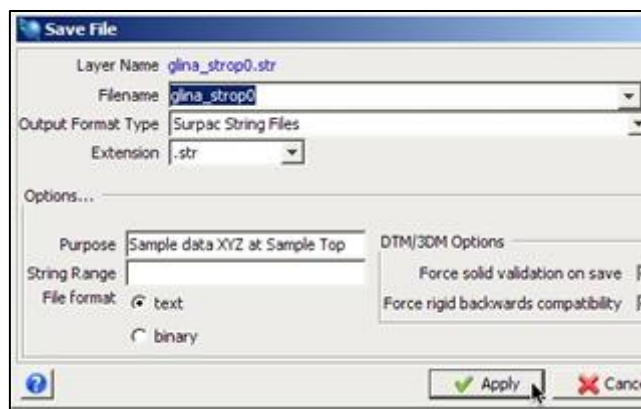 Save File
Layer Name glina_strop0.str
Filename glina_strop0
Output Format Type Surpac String Files
Extension .str
Options...
Purpose Sample data XYZ at Sample Top
String Range
File format text
binary
DTM/3DM Options
Force solid validation on save
Force rigid backwards compatibility
Apply
Canc